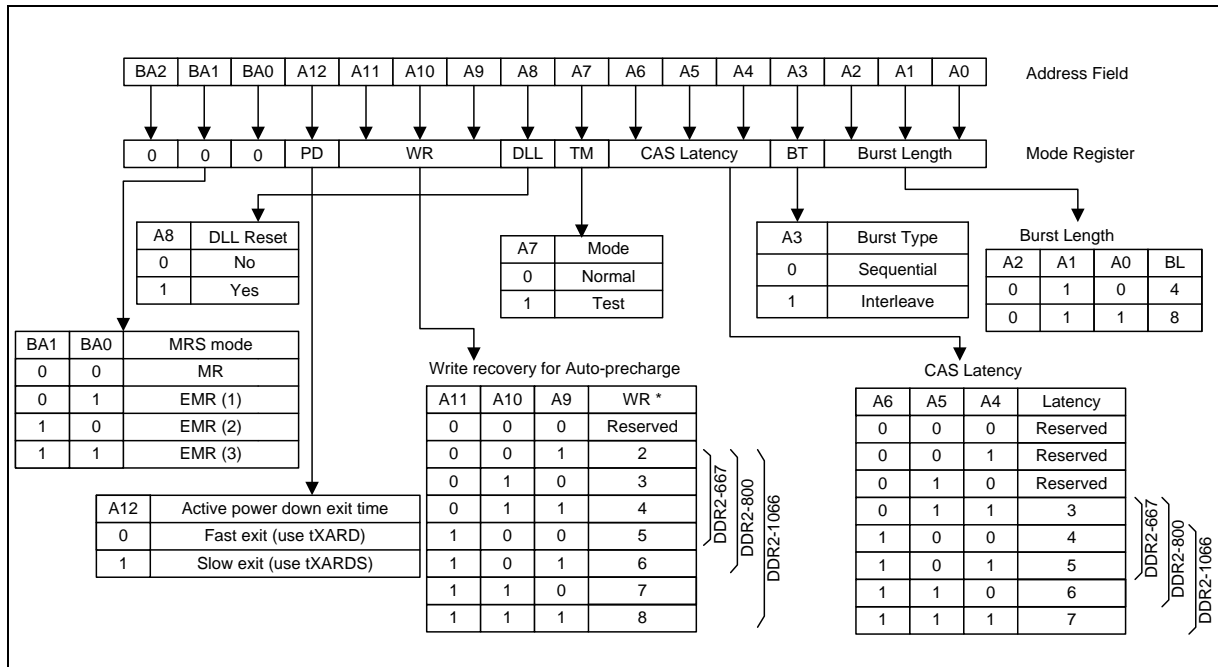 BA2 BA1 BA0 A12 A11 A10 A9 A8 A7 A6 A5 A4 A3 A2 A1 A0 Address Field
0 0 0 PD WR DLL TM CAS Latency BT Burst Length Mode Register
A8 DLL Reset
0 No
1 Yes
A7 Mode
0 Normal
1 Test
A3 Burst Type
0 Sequential
1 Interleave
Burst Length
A2 A1 A0 BL
0 1 0 4
0 1 1 8
BA1 BA0 MRS mode
0 0 MR
0 1 EMR (1)
1 0 EMR (2)
1 1 EMR (3)
A12 Active power down exit time
0 Fast exit (use tXARD)
1 Slow exit (use tXARDS)
Write recovery for Auto-precharge
A11 A10 A9 WR *
0 0 0 Reserved
0 0 1 2
0 1 0 3
0 1 1 4
1 0 0 5
1 0 1 6
1 1 0 7
1 1 1 8
DDR2-667
DDR2-800
DDR2-1066
CAS Latency
A6 A5 A4 Latency
0 0 0 Reserved
0 0 1 Reserved
0 1 0 Reserved
0 1 1 3
1 0 0 4
1 0 1 5
1 1 0 6
1 1 1 7
DDR2-667
DDR2-800
DDR2-1066